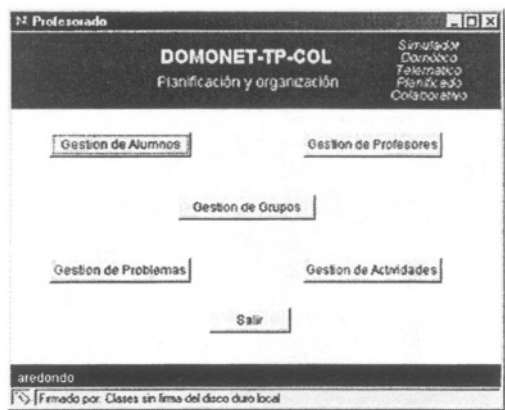 Profesorado
DOMONET-TP-COL
Planificación y organización
Simulador
Domótico
Telemático
Planificado
Colaborativo
Gestion de Alumnos
Gestion de Profesores
Gestion de Grupos
Gestion de Problemas
Gestion de Actividades
Salir
aredondo
Firmado por: Clases sin firma del disco duro local